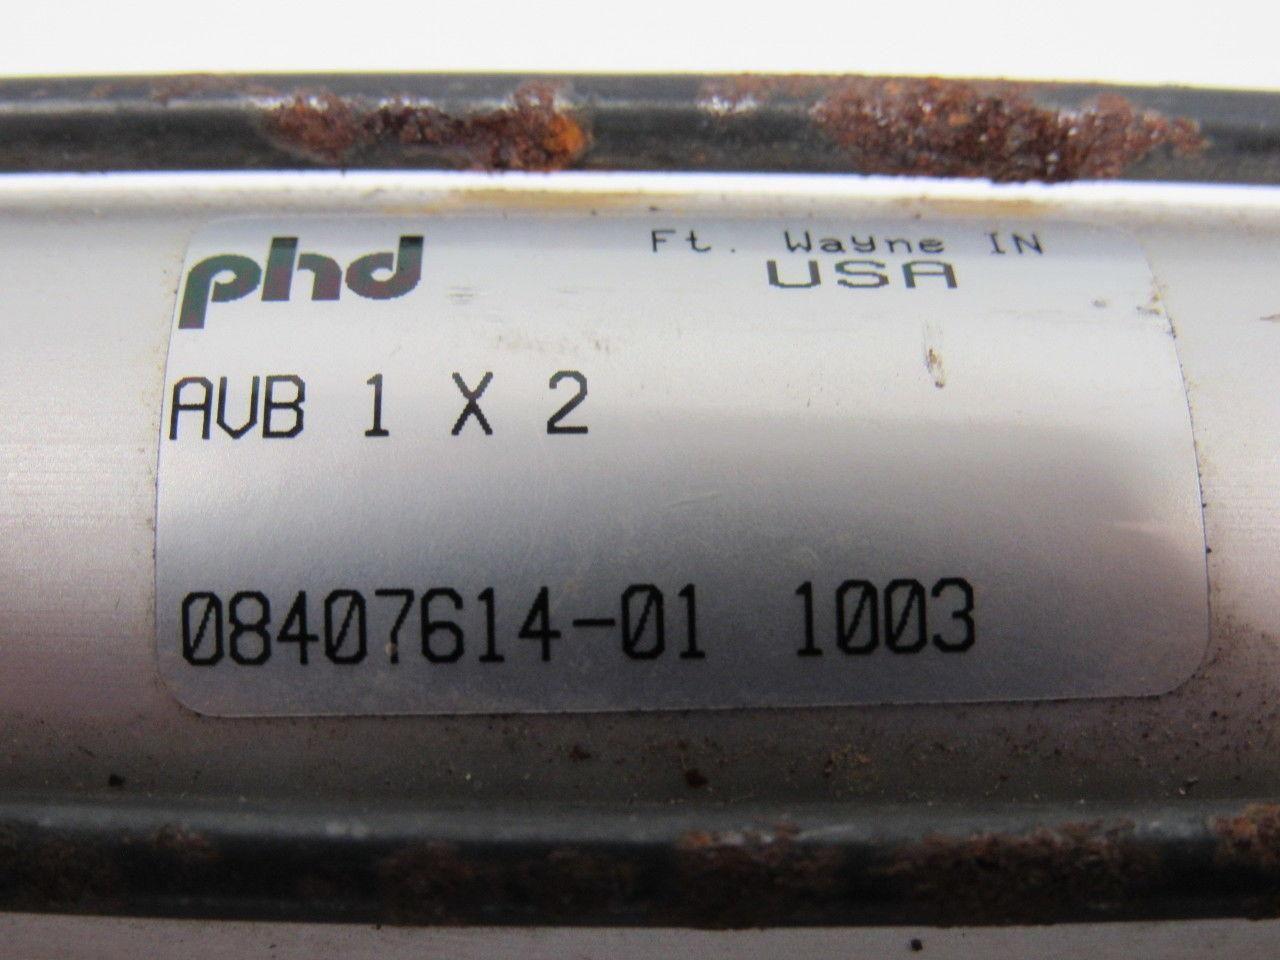 phd
Ft. Wayne IN
USA
AVB 1 X 2
08407614-01 1003